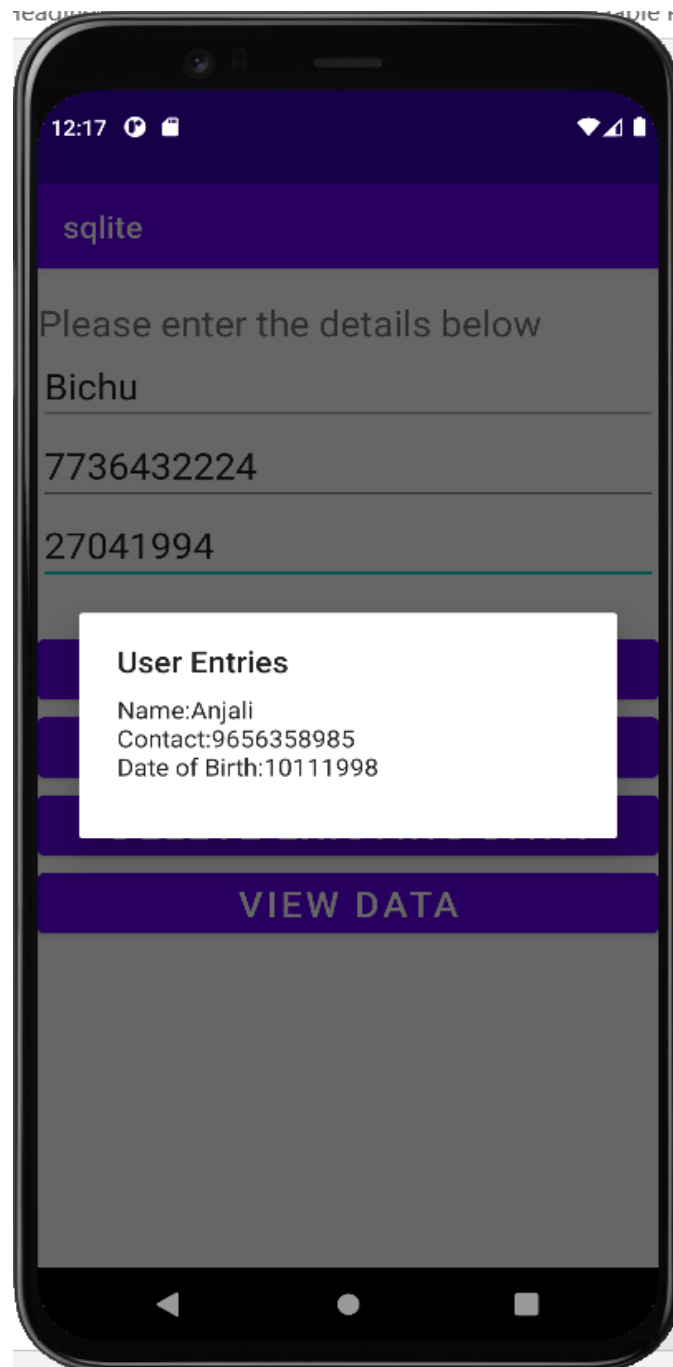 12:17
sqlite
Please enter the details below
Bichu
7736432224
27041994
User Entries
Name:Anjali
Contact:9656358985
Date of Birth:10111998
VIEW DATA